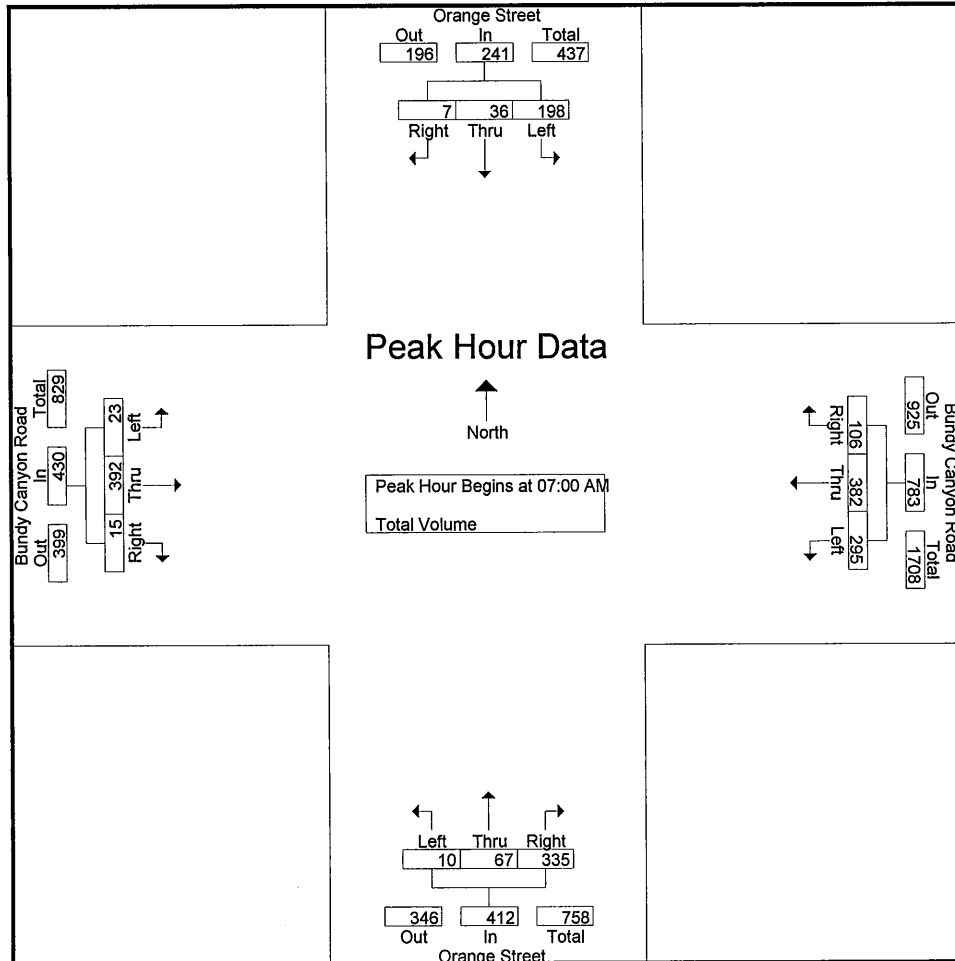 Orange Street
Out In Total
196 241 437
7 36 198
Right Thru Left
Peak Hour Data
North
Peak Hour Begins at 07:00 AM
Total Volume
Bundy Canyon Road
Out In Total
399 430 829
23 392 15
Left Thru Right
Bundy Canyon Road
Out In Total
925 783 1708
106 382 295
Right Thru Left
Left Thru Right
10 67 335
346 412 758
Out In Total
Orange Street